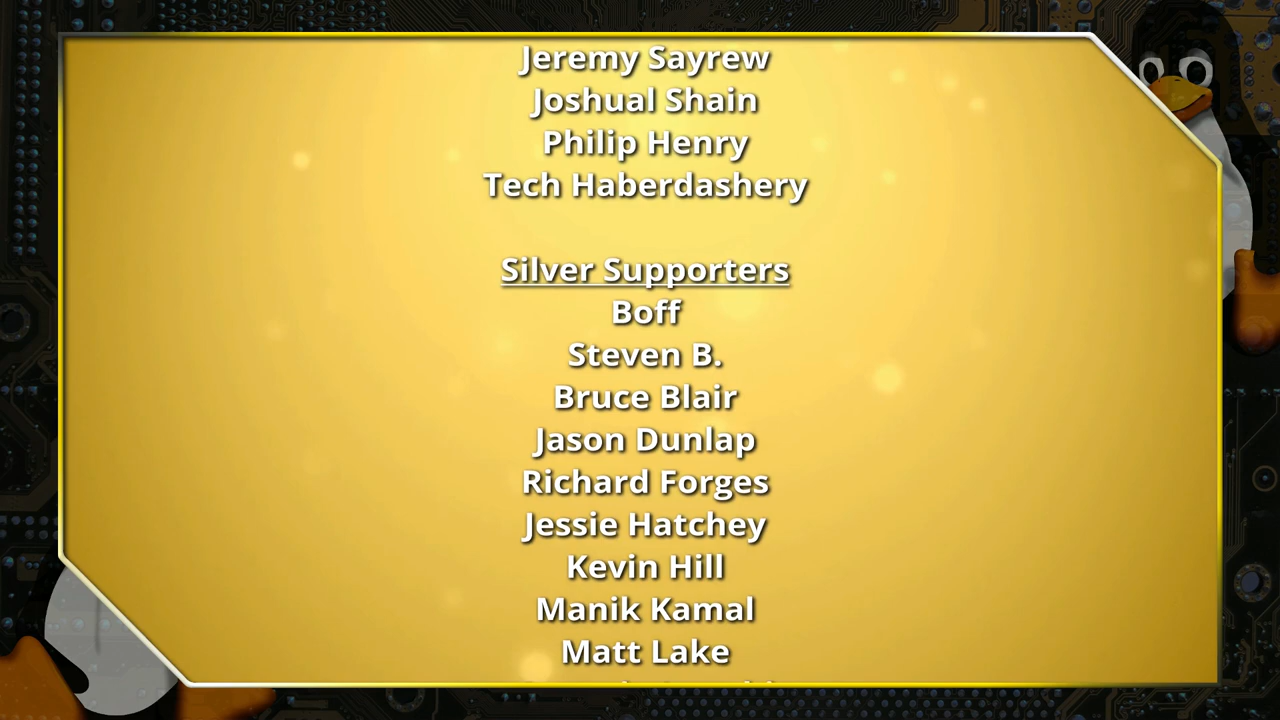 Jeremy Sayrew
Joshual Shain
Philip Henry
Tech Haberdashery
Silver Supporters
Boff
Steven B.
Bruce Blair
Jason Dunlap
Richard Forges
Jessie Hatchey
Kevin Hill
Manik Kamal
Matt Lake